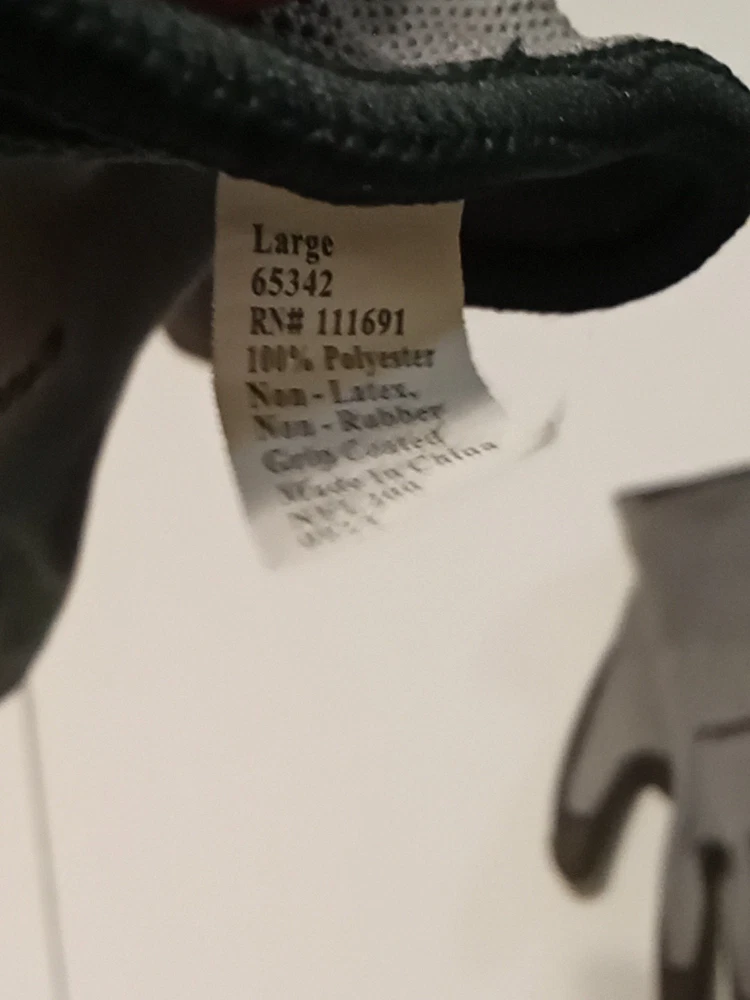 Large
65342
RN# 111691
100% Polyester
Non-Latex,
Non-Rubber
Grip Coated
Made In China